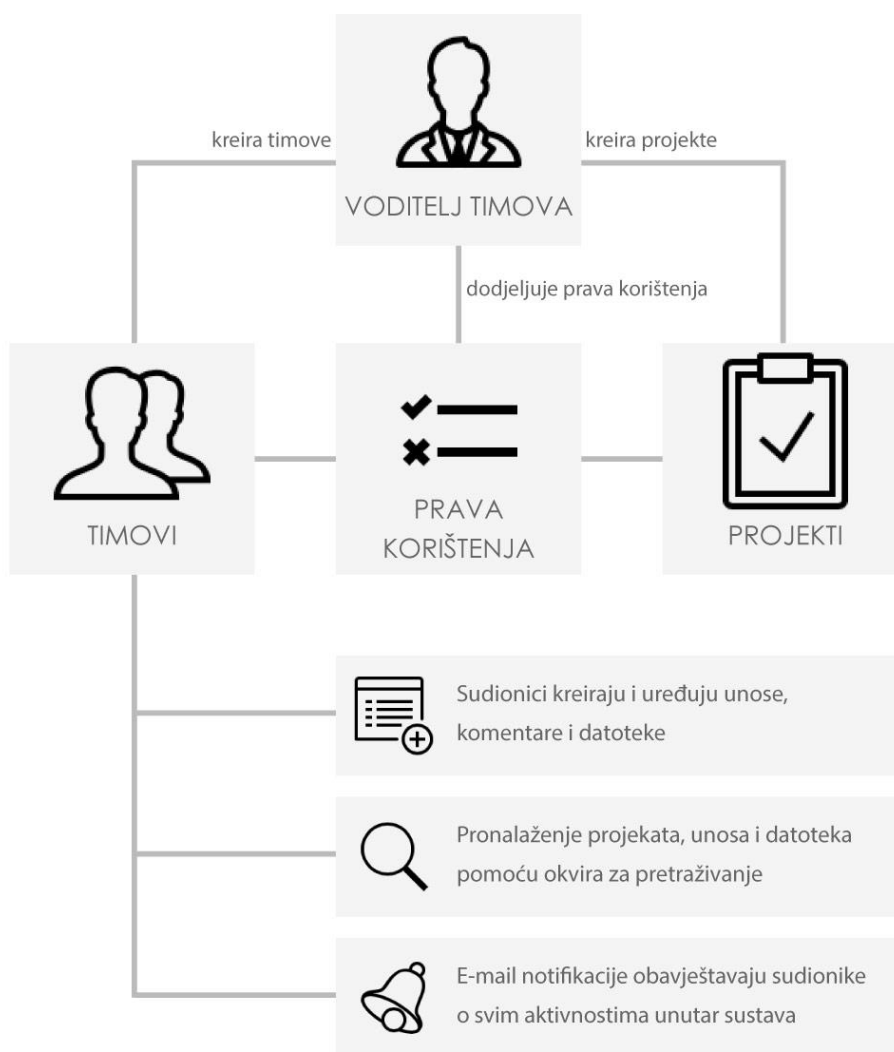 kreira timove
kreira projekte
VODITELJ TIMOVA
dodjeljuje prava korištenja
TIMOVI
PRAVA
KORIŠTENJA
PROJEKTI
Sudionici kreiraju i uređuju unose,
komentare i datoteke
Pronalaženje projekata, unosa i datoteka
pomoću okvira za pretraživanje
E-mail notifikacije obavještavaju sudionike
o svim aktivnostima unutar sustava